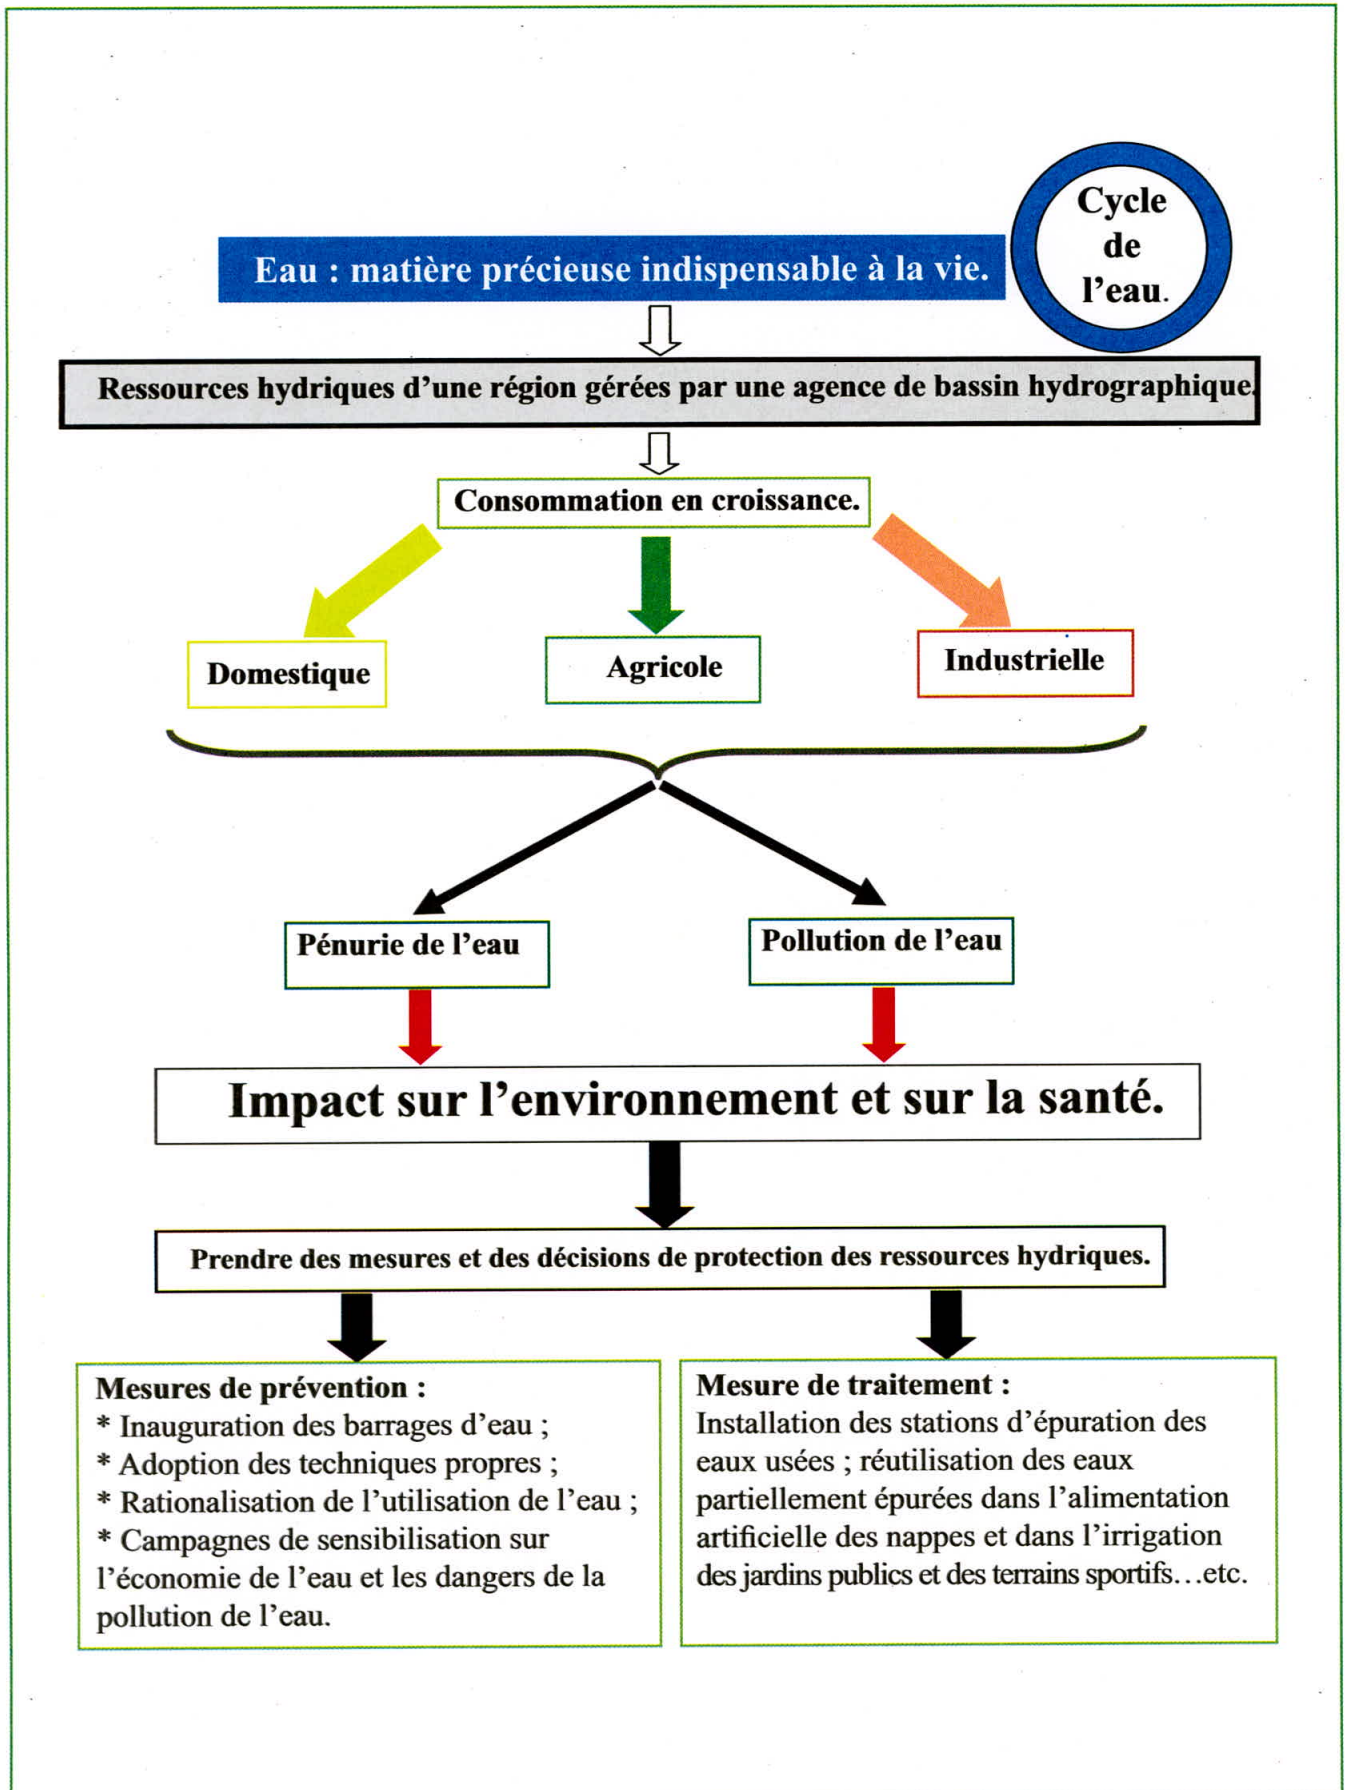 Cycle
de
l'eau.
Eau : matière précieuse indispensable à la vie.
Ressources hydriques d'une région gérées par une agence de bassin hydrographique.
Consommation en croissance.
Domestique
Agricole
Industrielle
Pénurie de l'eau
Pollution de l'eau
Impact sur l'environnement et sur la santé.
Prendre des mesures et des décisions de protection des ressources hydriques.
Mesures de prévention :
* Inauguration des barrages d'eau ;
* Adoption des techniques propres ;
* Rationalisation de l'utilisation de l'eau ;
* Campagnes de sensibilisation sur
l'économie de l'eau et les dangers de la
pollution de l'eau.
Mesure de traitement :
Installation des stations d'épuration des
eaux usées ; réutilisation des eaux
partiellement épurées dans l'alimentation
artificielle des nappes et dans l'irrigation
des jardins publics et des terrains sportifs…etc.